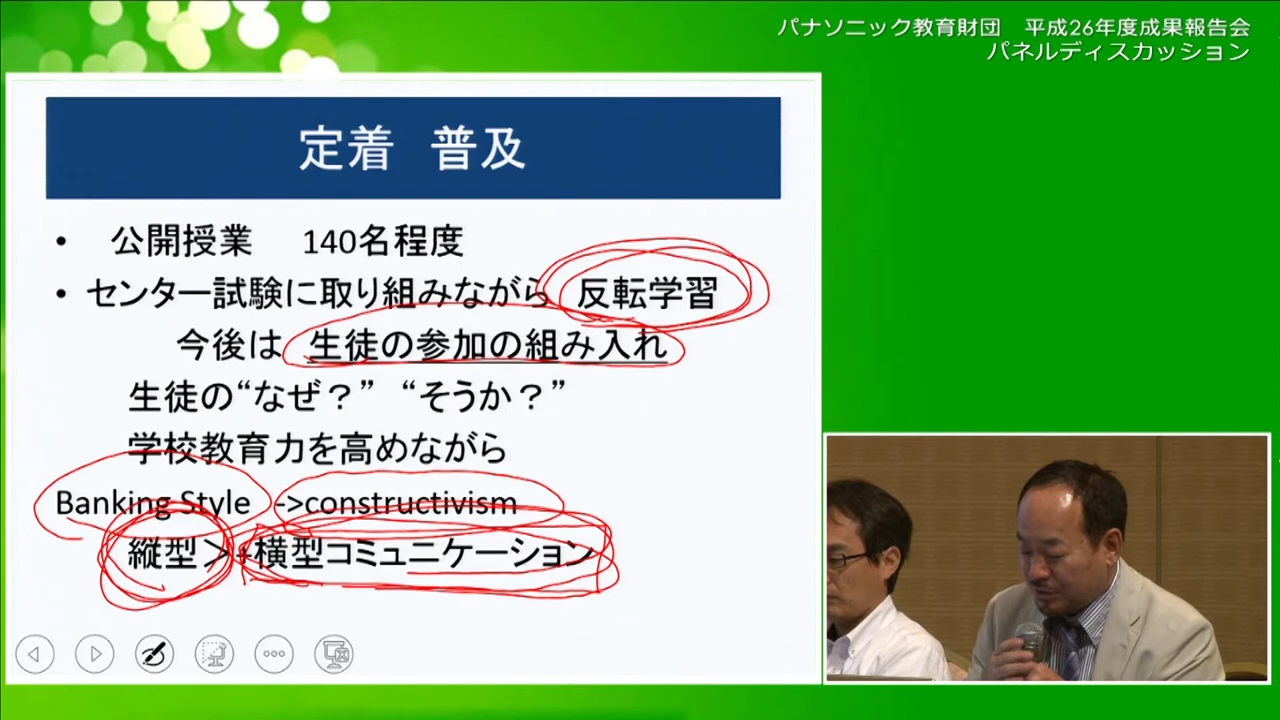 パナソニック教育財団　平成26年度成果報告会
パネルディスカッション
定着　普及
• 公開授業　140名程度
• センター試験に取り組みながら　反転学習
今後は　生徒の参加の組み入れ
生徒の“なぜ？”　“そうか？”
学校教育力を高めながら
Banking Style　->constructivism
縦型＞+横型コミュニケーション